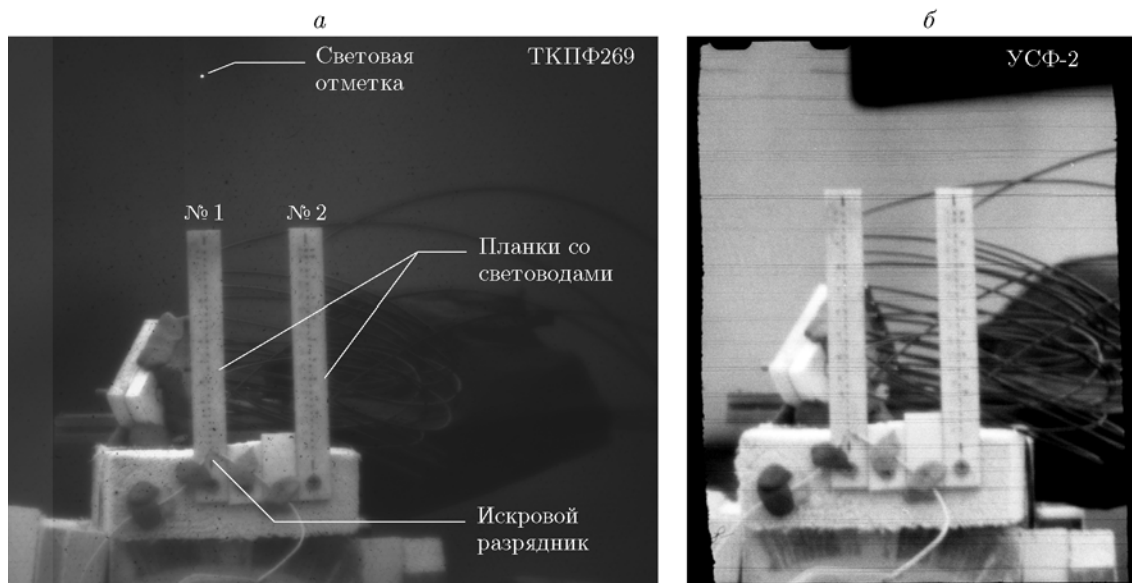 а
б
Световая
отметка
ТКПФ269
УСФ-2
№ 1
№ 2
Планки со
световодами
Искровой
разрядник